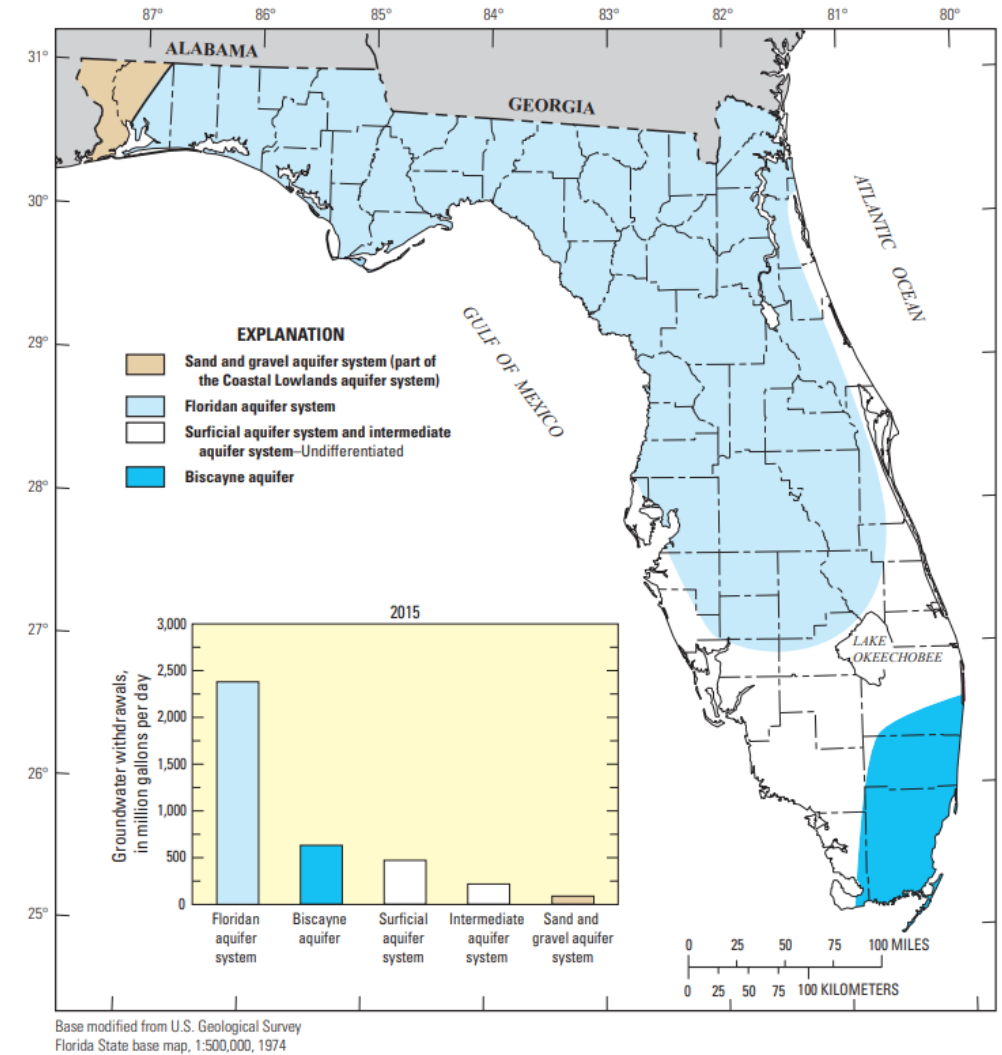 87° 86° 85° 84° 83° 82° 81° 80°
31°
30°
29°
28°
27°
26°
25°
ALABAMA
GEORGIA
ATLANTIC OCEAN
GULF OF MEXICO
LAKE
OKEECHOBEE
EXPLANATION
Sand and gravel aquifer system (part of
the Coastal Lowlands aquifer system)
Floridan aquifer system
Surficial aquifer system and intermediate
aquifer system–Undifferentiated
Biscayne aquifer
2015
Groundwater withdrawals,
in million gallons per day
3,000
2,500
2,000
1,500
1,000
500
0
Floridan
aquifer
system
Biscayne
aquifer
Surficial
aquifer
system
Intermediate
aquifer
system
Sand and
gravel aquifer
system
0 25 50 75 100 MILES
0 25 50 75 100 KILOMETERS
Base modified from U.S. Geological Survey
Florida State base map, 1:500,000, 1974